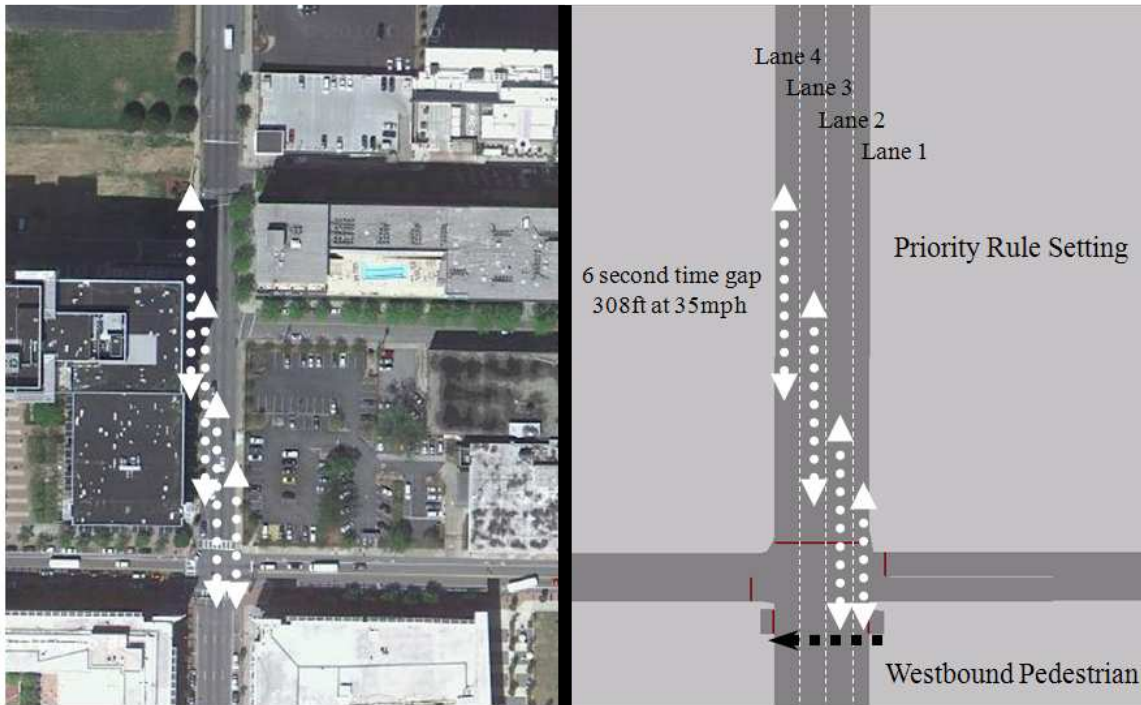 Lane 4
Lane 3
Lane 2
Lane 1
Priority Rule Setting
6 second time gap
308ft at 35mph
Westbound Pedestrian